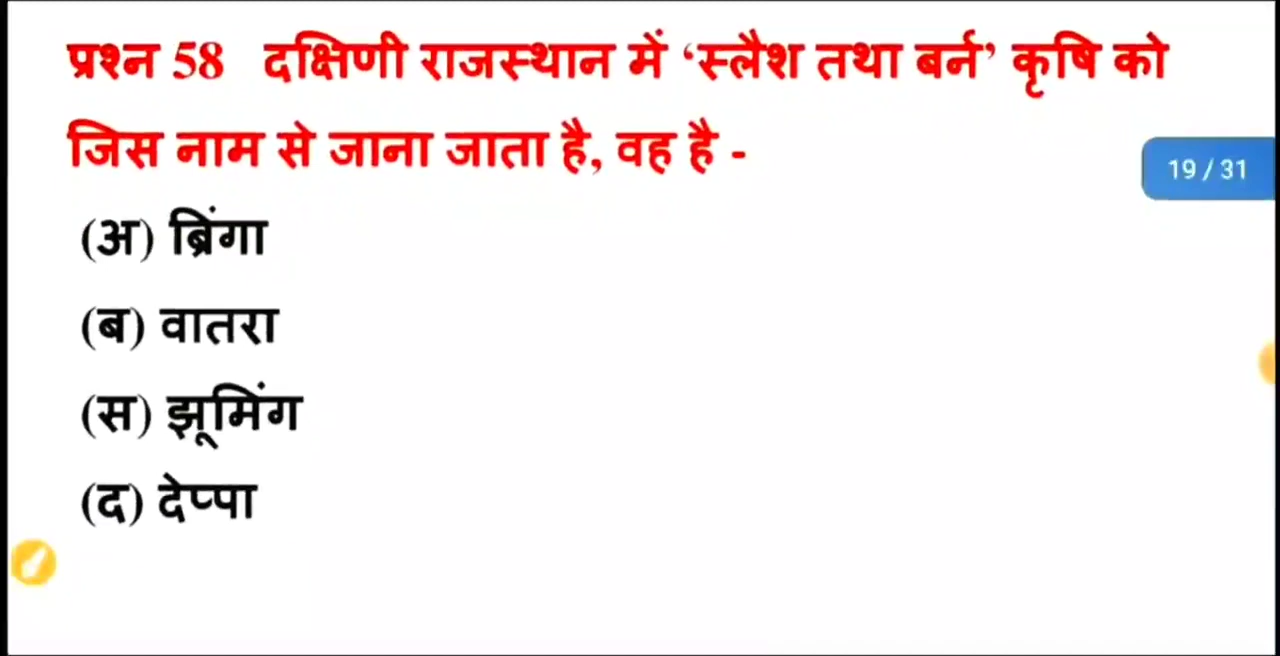 प्रश्न 58 दक्षिणी राजस्थान में ‘स्लैश तथा बर्न’ कृषि को
जिस नाम से जाना जाता है, वह है -
19 / 31
(अ) ब्रिंगा
(ब) वातरा
(स) झूमिंग
(द) देप्पा